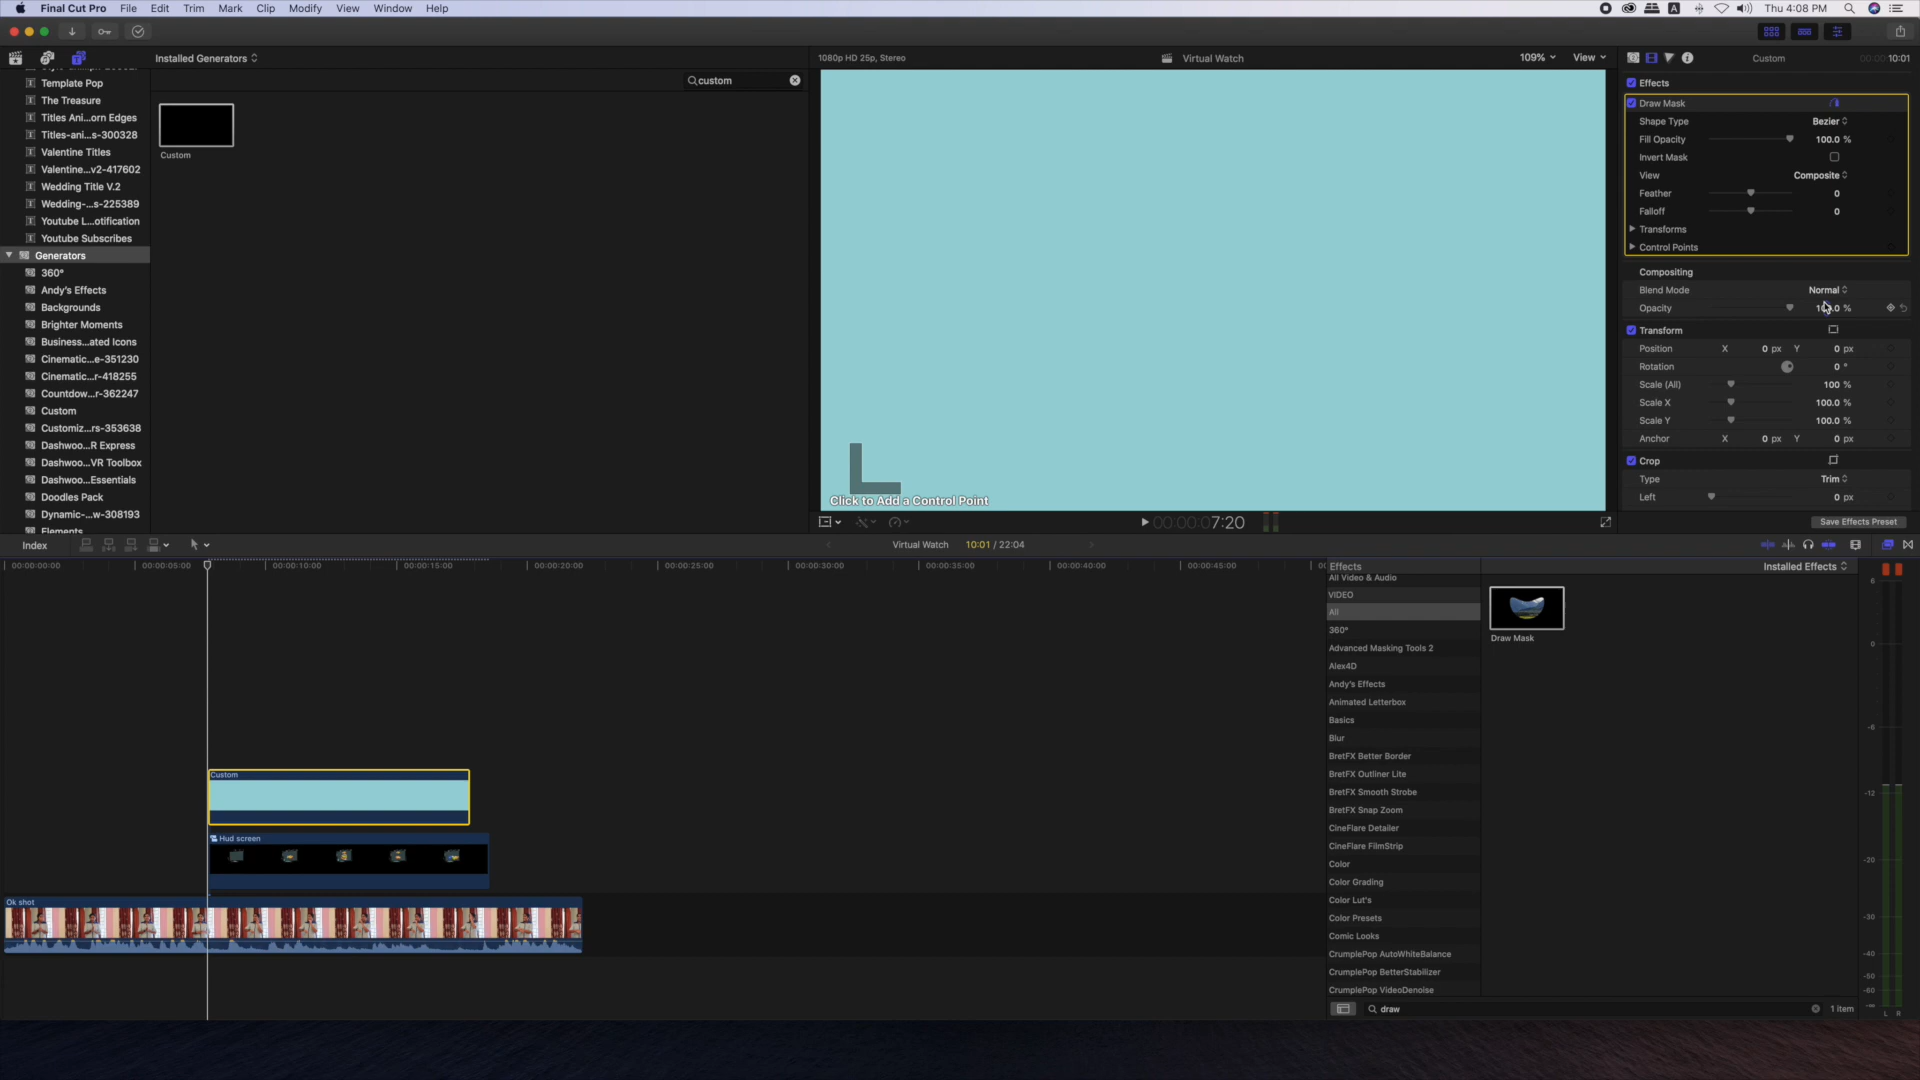 Final Cut Pro File Edit Trim Mark Clip Modify View Window Help Thu 4:08 PM
Installed Generators
custom
1080p HD 25p, Stereo
Virtual Watch
109%
View
Custom
10:01
Template Pop
The Treasure
Titles Ani...orn Edges
Titles-ani...s-300328
Valentine Titles
Valentine...v2-417602
Wedding Title V.2
Wedding-...s-225389
Youtube L...otification
Youtube Subscribes
Generators
360°
Andy's Effects
Backgrounds
Brighter Moments
Business...ated Icons
Cinematic...e-351230
Cinematic...r-418255
Countdow...r-362247
Custom
Customiz...rs-353638
Dashwoo...R Express
Dashwoo...VR Toolbox
Dashwoo...Essentials
Doodles Pack
Dynamic-...w-308193
Elements
Custom
Click to Add a Control Point
00:00:07:20
Effects
Draw Mask
Shape Type Bezier
Fill Opacity 100.0 %
Invert Mask
View Composite
Feather 0
Falloff 0
Transforms
Control Points
Compositing
Blend Mode Normal
Opacity 100.0 %
Transform
Position X 0 px Y 0 px
Rotation 0 °
Scale (All) 100 %
Scale X 100.0 %
Scale Y 100.0 %
Anchor X 0 px Y 0 px
Crop
Type Trim
Left 0 px
Save Effects Preset
Index
Virtual Watch 10:01 / 22:04
00:00:00:00 00:00:05:00 00:00:10:00 00:00:15:00 00:00:20:00 00:00:25:00 00:00:30:00 00:00:35:00 00:00:40:00 00:00:45:00
Custom
Hud screen
Ok shot
Effects
Installed Effects
All Video & Audio
VIDEO
All
360°
Advanced Masking Tools 2
Alex4D
Andy's Effects
Animated Letterbox
Basics
Blur
BretFX Better Border
BretFX Outliner Lite
BretFX Smooth Strobe
BretFX Snap Zoom
CineFlare Detailer
CineFlare FilmStrip
Color
Color Grading
Color Lut's
Color Presets
Comic Looks
CrumplePop AutoWhiteBalance
CrumplePop BetterStabilizer
CrumplePop VideoDenoise
Draw Mask
draw
1 item
6
0
-6
-12
-20
-30
-40
-50
-60
L R